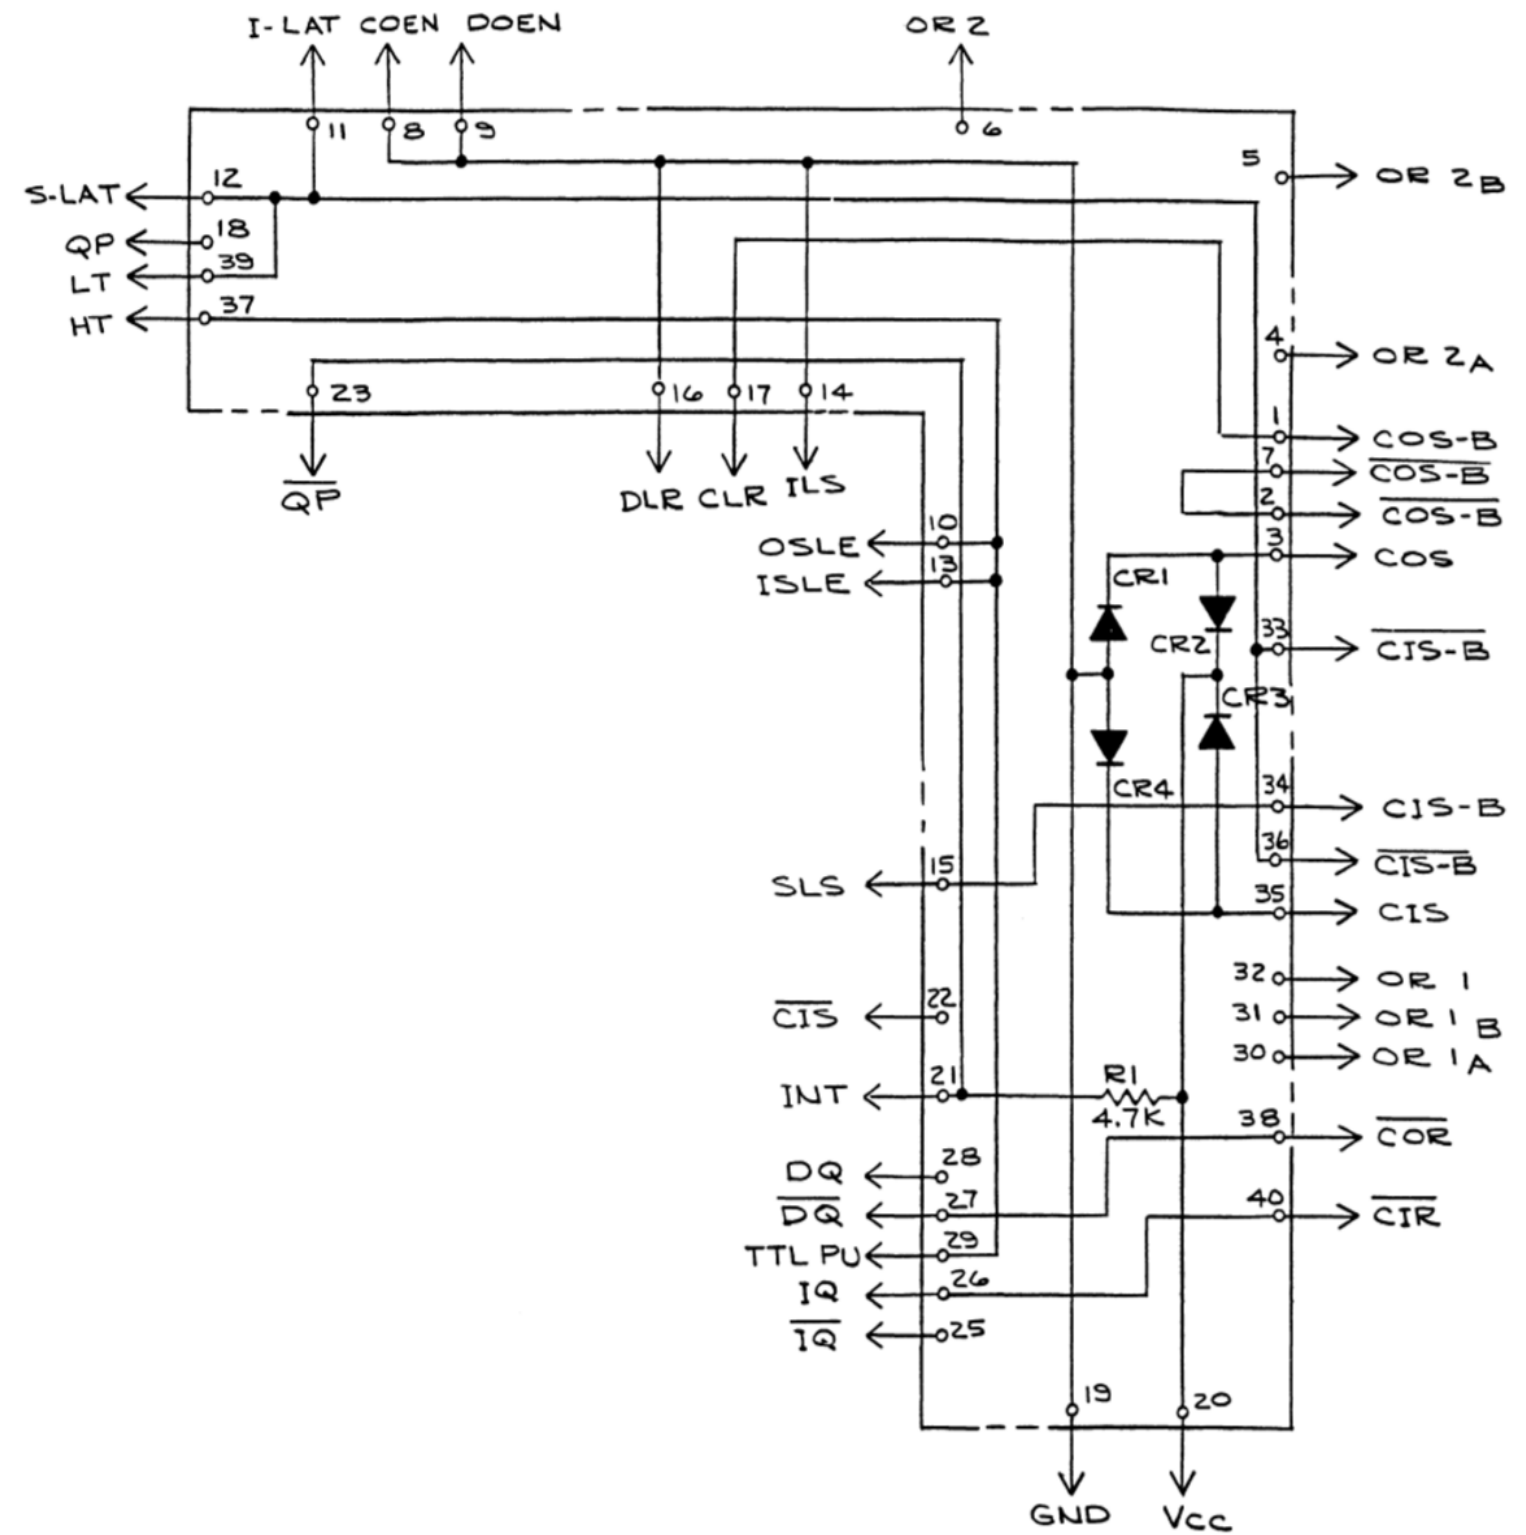 I-LAT COEN DOEN OR 2
11 8 9 6
5 OR 2B
S-LAT 12
QP 18
LT 39
HT 37
4 OR 2A
23 16 17 14
1 COS-B
7 COS-B
2 COS-B
3 COS
QP DLR CLR ILS
OSLE 10
ISLE 13
CR1
CR2
33 CIS-B
CR3
CR4
34 CIS-B
36 CIS-B
SLS 15
35 CIS
32 OR 1
CIS 22
31 OR 1B
30 OR 1A
INT 21
R1
4.7K
38 COR
DQ 28
DQ 27
40 CIR
TTL PU 29
IQ 26
IQ 25
19 20
GND VCC